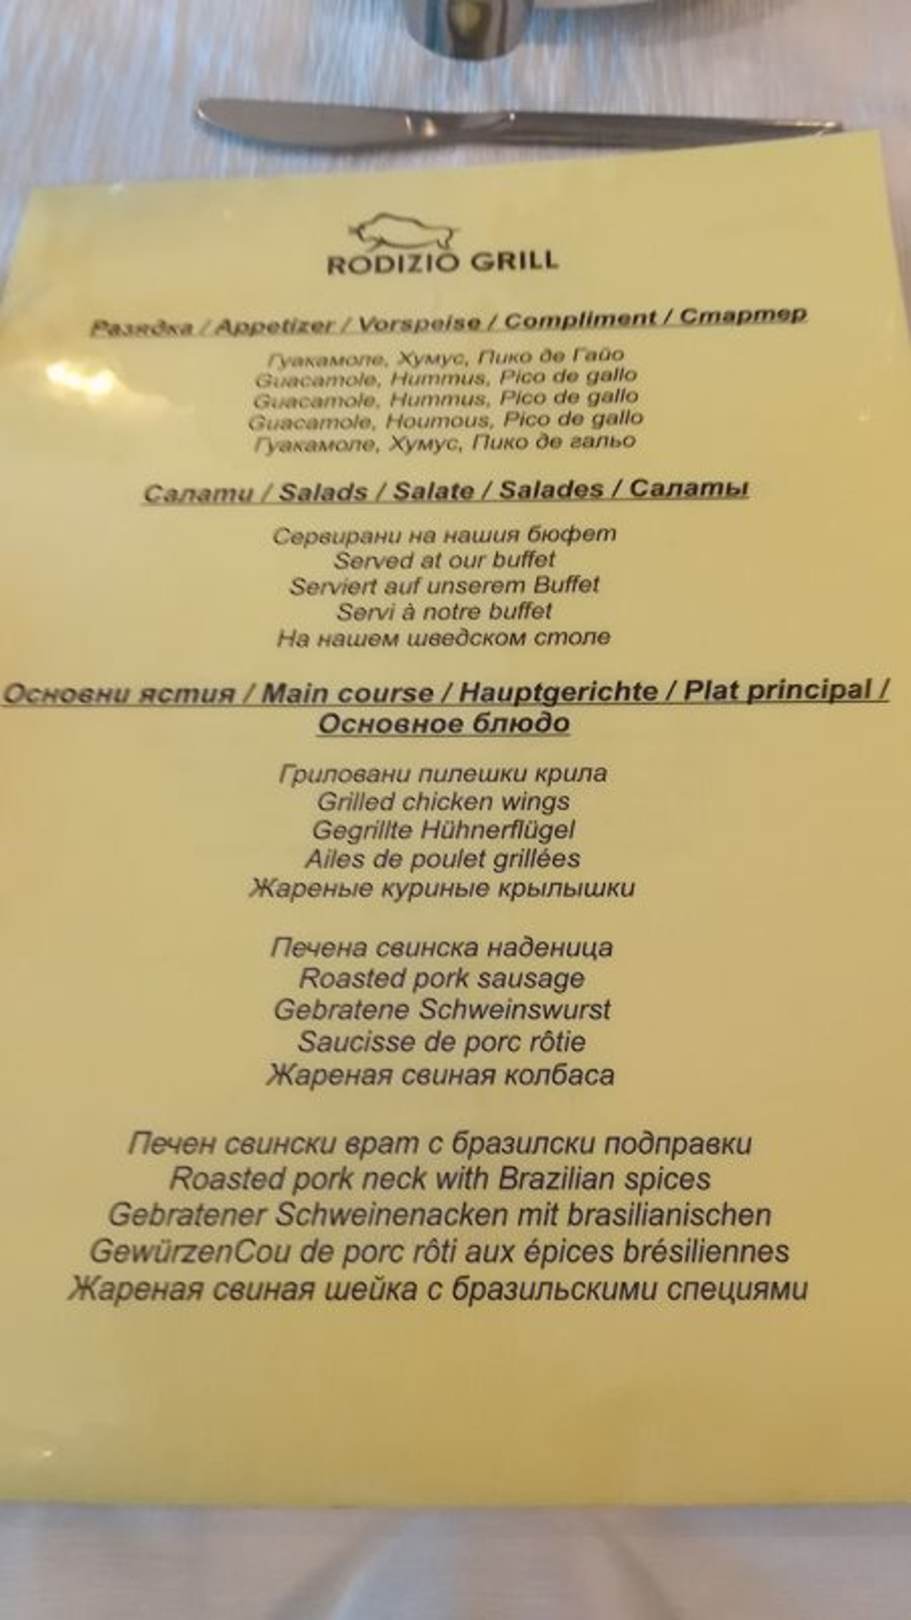 RODIZIO GRILL
Разядка / Appetizer / Vorspeise / Compliment / Стартер
Гуакамоле, Хумус, Пико де Гайо
Guacamole, Hummus, Pico de gallo
Guacamole, Hummus, Pico de gallo
Guacamole, Houmous, Pico de gallo
Гуакамоле, Хумус, Пико де гальо
Салати / Salads / Salate / Salades / Салаты
Сервирани на нашия бюфет
Served at our buffet
Serviert auf unserem Buffet
Servi à notre buffet
На нашем шведском столе
Основни ястия / Main course / Hauptgerichte / Plat principal /
Основное блюдо
Гриловани пилешки крила
Grilled chicken wings
Gegrillte Hühnerflügel
Ailes de poulet grillées
Жареные куриные крылышки
Печена свинска наденица
Roasted pork sausage
Gebratene Schweinswurst
Saucisse de porc rôtie
Жареная свиная колбаса
Печен свински врат с бразилски подправки
Roasted pork neck with Brazilian spices
Gebratener Schweinenacken mit brasilianischen
GewürzenCou de porc rôti aux épices brésiliennes
Жареная свиная шейка с бразильскими специями